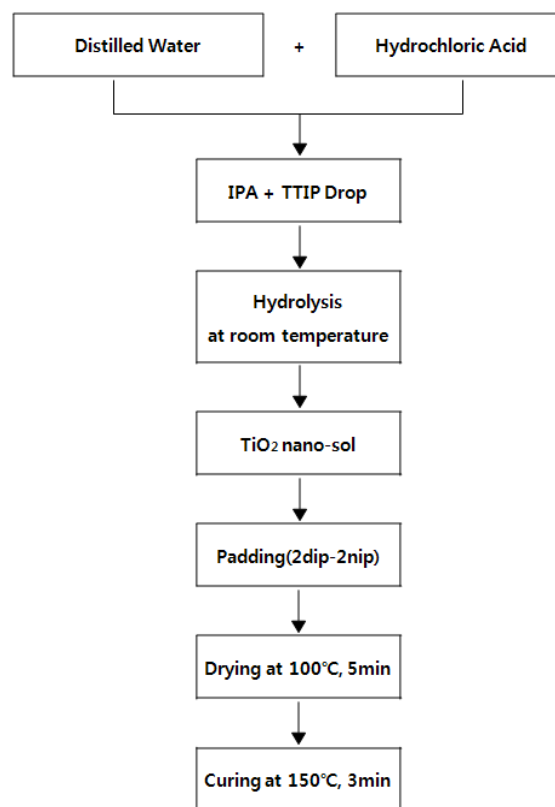 Distilled Water + Hydrochloric Acid
IPA + TTIP Drop
Hydrolysis
at room temperature
TiO₂ nano-sol
Padding(2dip-2nip)
Drying at 100℃, 5min
Curing at 150℃, 3min